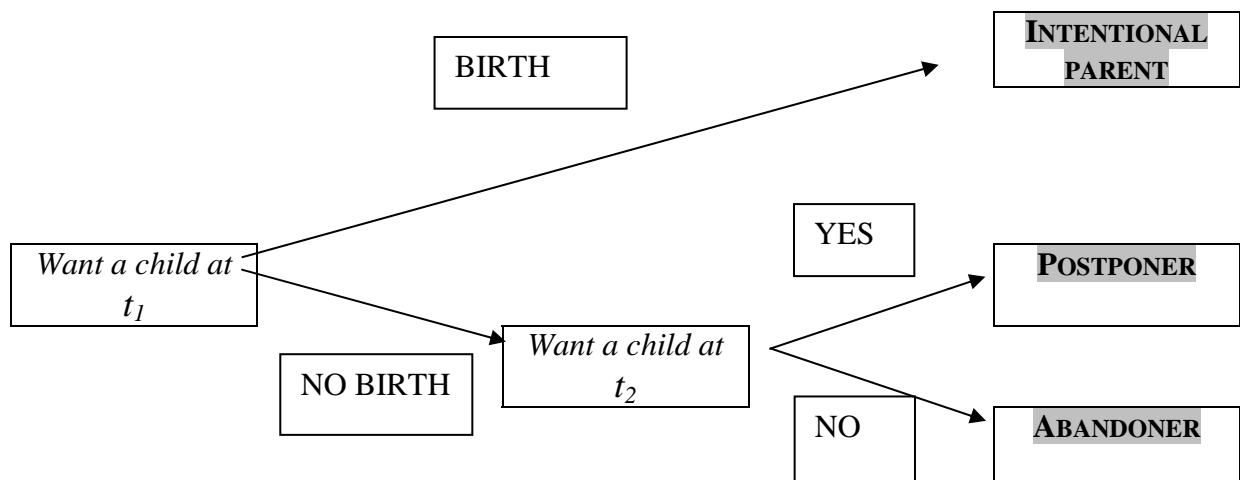 BIRTH
INTENTIONAL
PARENT
YES
Want a child at
t1
POSTPONER
NO BIRTH
Want a child at
t2
NO
ABANDONER